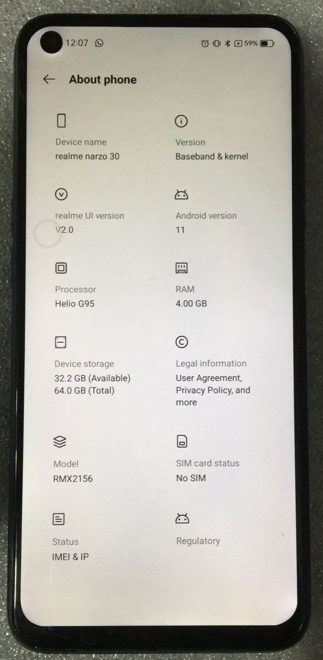 12:07
59%
About phone
Device name
realme narzo 30
Version
Baseband & kernel
realme UI version
V2.0
Android version
11
Processor
Helio G95
RAM
4.00 GB
Device storage
32.2 GB (Available)
64.0 GB (Total)
Legal information
User Agreement,
Privacy Policy, and
more
Model
RMX2156
SIM card status
No SIM
Status
IMEI & IP
Regulatory